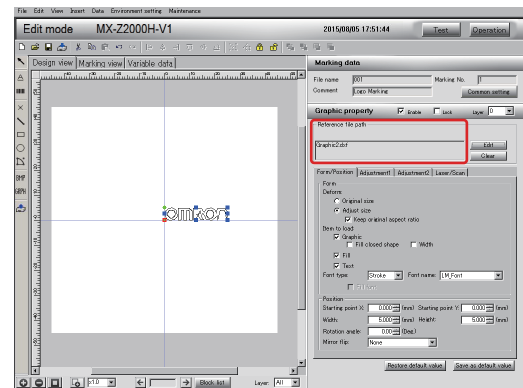 File Edit View Data Environment setting Maintenance
Edit mode MX-Z2000H-V1
2015/08/05 17:51:44
Test Operation
Design view Marking view Variable data
OMRON
x1.0
Block list
Layer: All
Marking data
File name 001 Marking No. 1
Comment Logo Marking Common setting
Graphic property Enable Lock Layer 0
Reference file path
Graphic2.dxf
Edit
Clear
Form/Position Adjustment1 Adjustment2 Laser/Scan
Form
Deform:
Original size
Adjust size
Keep original aspect ratio
Item to load:
Graphic
Fill closed shape Width
Fill
Text
Font type: Stroke Font name: LM_Font
Position
Starting point X: 0.000 (mm) Starting point Y: 0.000 (mm)
Width: 5.000 (mm) Height: 5.000 (mm)
Rotation angle: 0.00 (Deg)
Mirror flip: None
Restore default value Save as default value